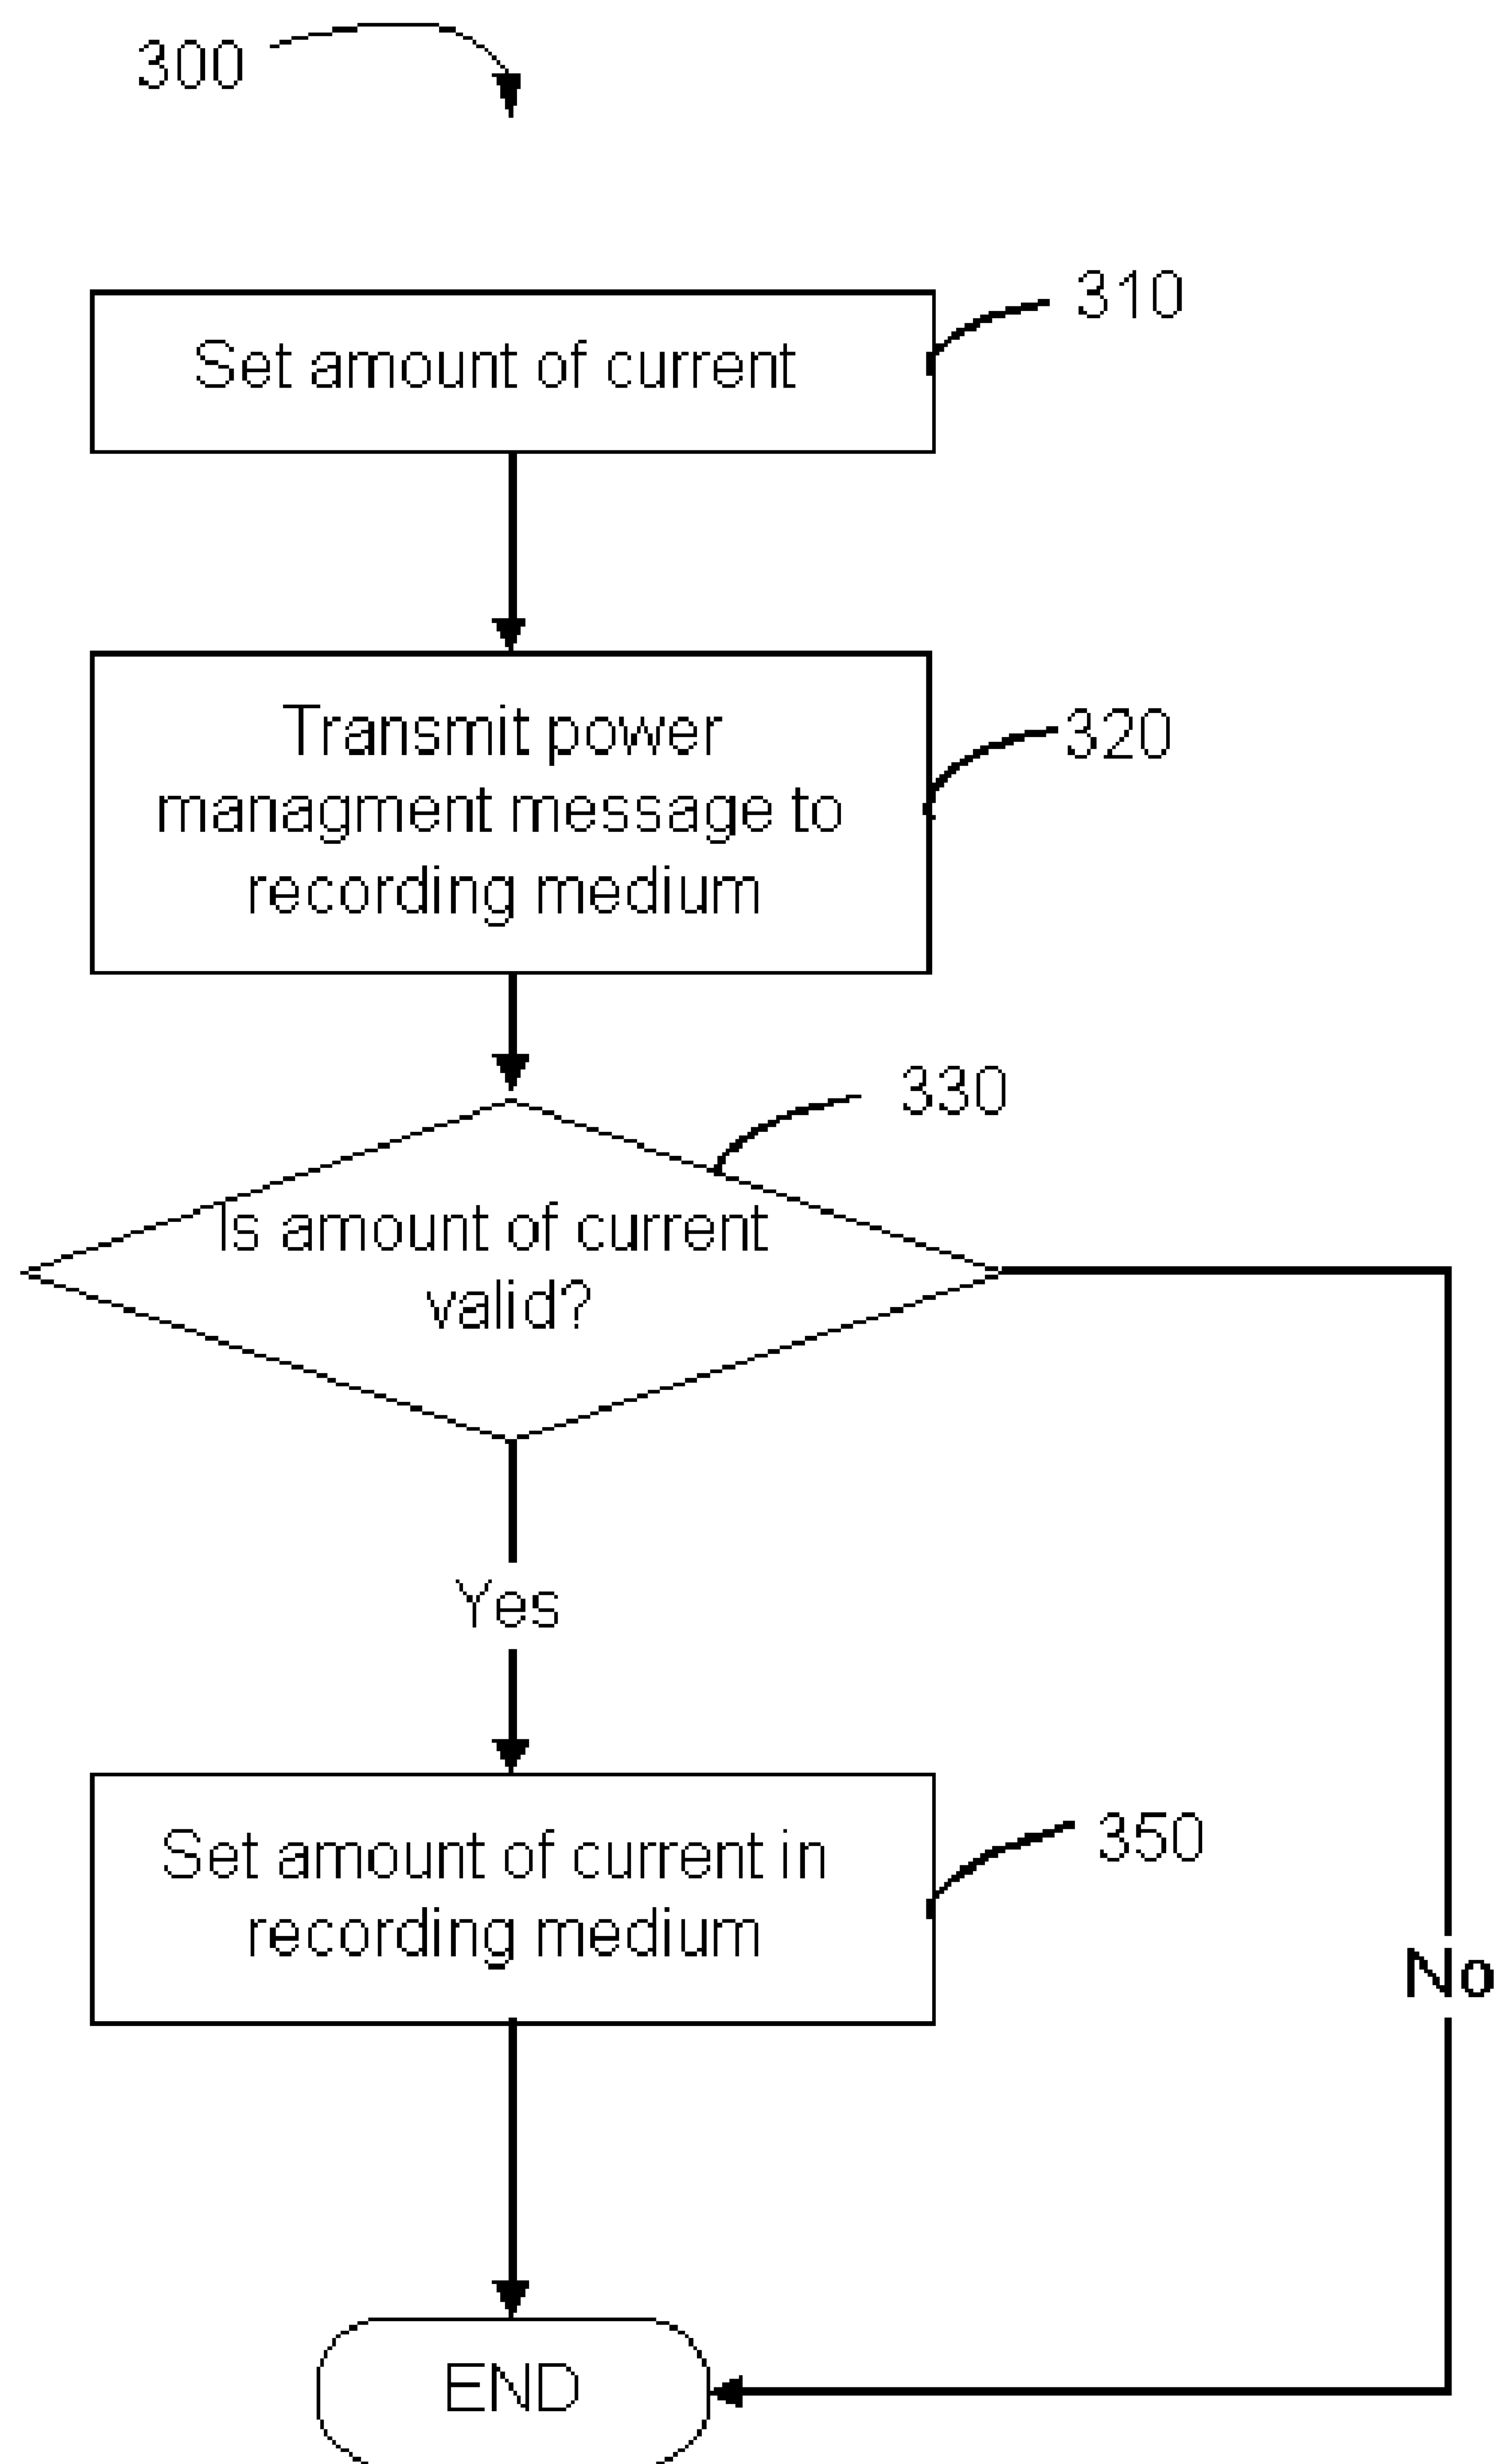 300
310
Set amount of current
320
Transmit power
managment message to
recording medium
330
Is amount of current
valid?
Yes
350
Set amount of current in
recording medium
No
END